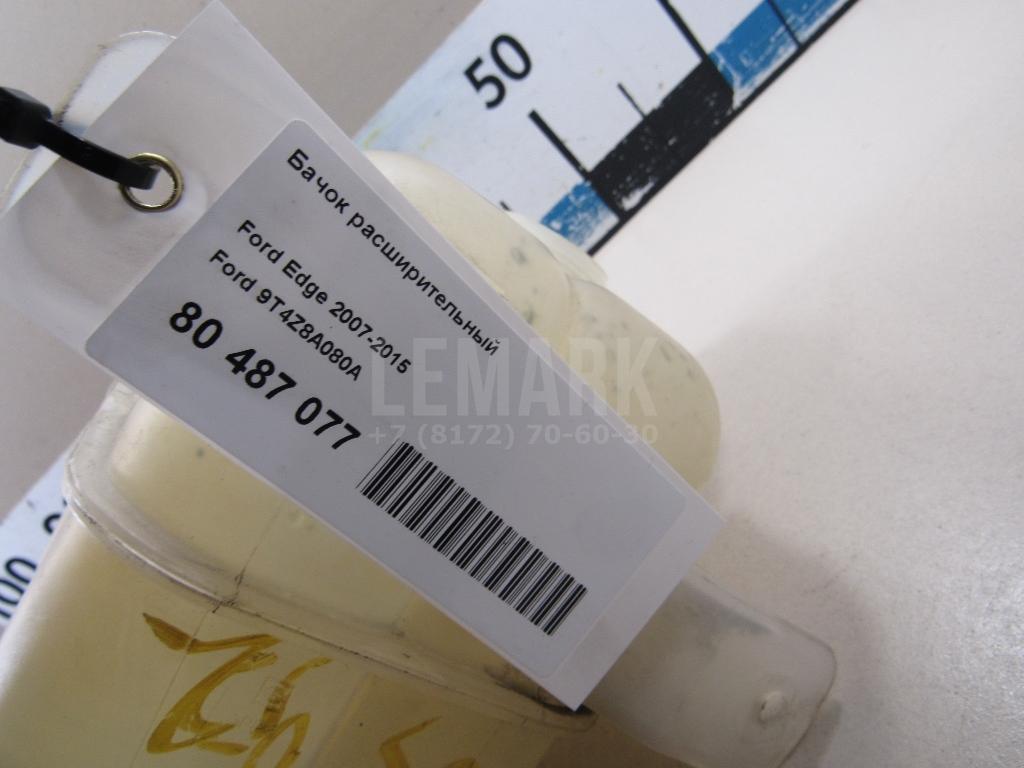 50
Бачок расширительный
Ford Edge 2007-2015
Ford 9T4Z8A080A
80 487 077
LEMARK
+7 (8172) 70-60-30